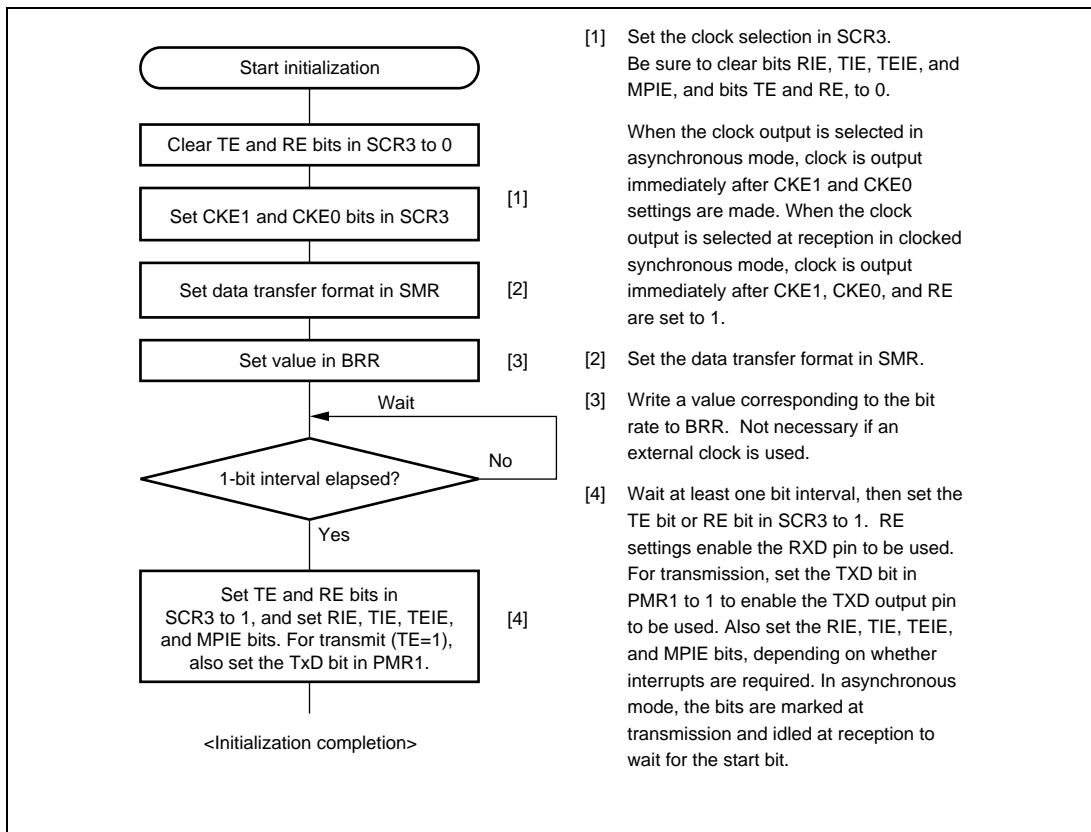 Start initialization
Clear TE and RE bits in SCR3 to 0
Set CKE1 and CKE0 bits in SCR3
[1]
Set data transfer format in SMR
[2]
Set value in BRR
[3]
Wait
1-bit interval elapsed?
No
Yes
Set TE and RE bits in
SCR3 to 1, and set RIE, TIE, TEIE,
and MPIE bits. For transmit (TE=1),
also set the TxD bit in PMR1.
[4]
<Initialization completion>
[1] Set the clock selection in SCR3.
Be sure to clear bits RIE, TIE, TEIE, and
MPIE, and bits TE and RE, to 0.
When the clock output is selected in
asynchronous mode, clock is output
immediately after CKE1 and CKE0
settings are made. When the clock
output is selected at reception in clocked
synchronous mode, clock is output
immediately after CKE1, CKE0, and RE
are set to 1.
[2] Set the data transfer format in SMR.
[3] Write a value corresponding to the bit
rate to BRR. Not necessary if an
external clock is used.
[4] Wait at least one bit interval, then set the
TE bit or RE bit in SCR3 to 1. RE
settings enable the RXD pin to be used.
For transmission, set the TXD bit in
PMR1 to 1 to enable the TXD output pin
to be used. Also set the RIE, TIE, TEIE,
and MPIE bits, depending on whether
interrupts are required. In asynchronous
mode, the bits are marked at
transmission and idled at reception to
wait for the start bit.